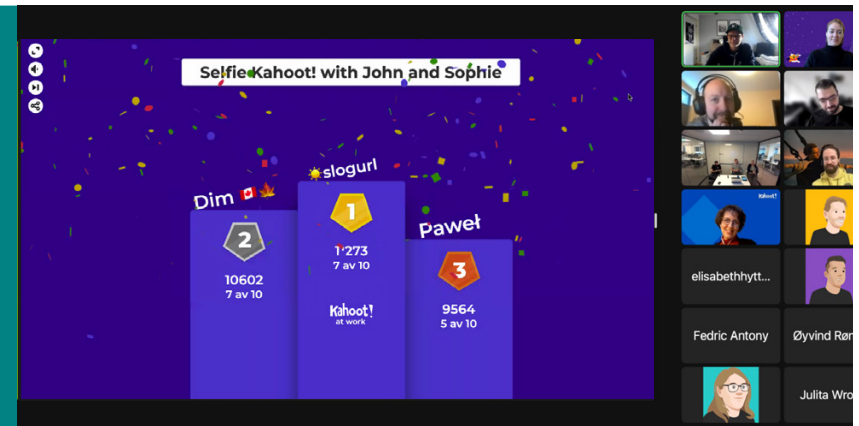 Selfie Kahoot! with John and Sophie
slogurl
Dim
Paweł
1
2
3
10602
7 av 10
7 av 10
9564
5 av 10
Kahoot!
at work
Kahoot!
elisabethhytt...
Fedric Antony
Øyvind Røn
Julita Wro